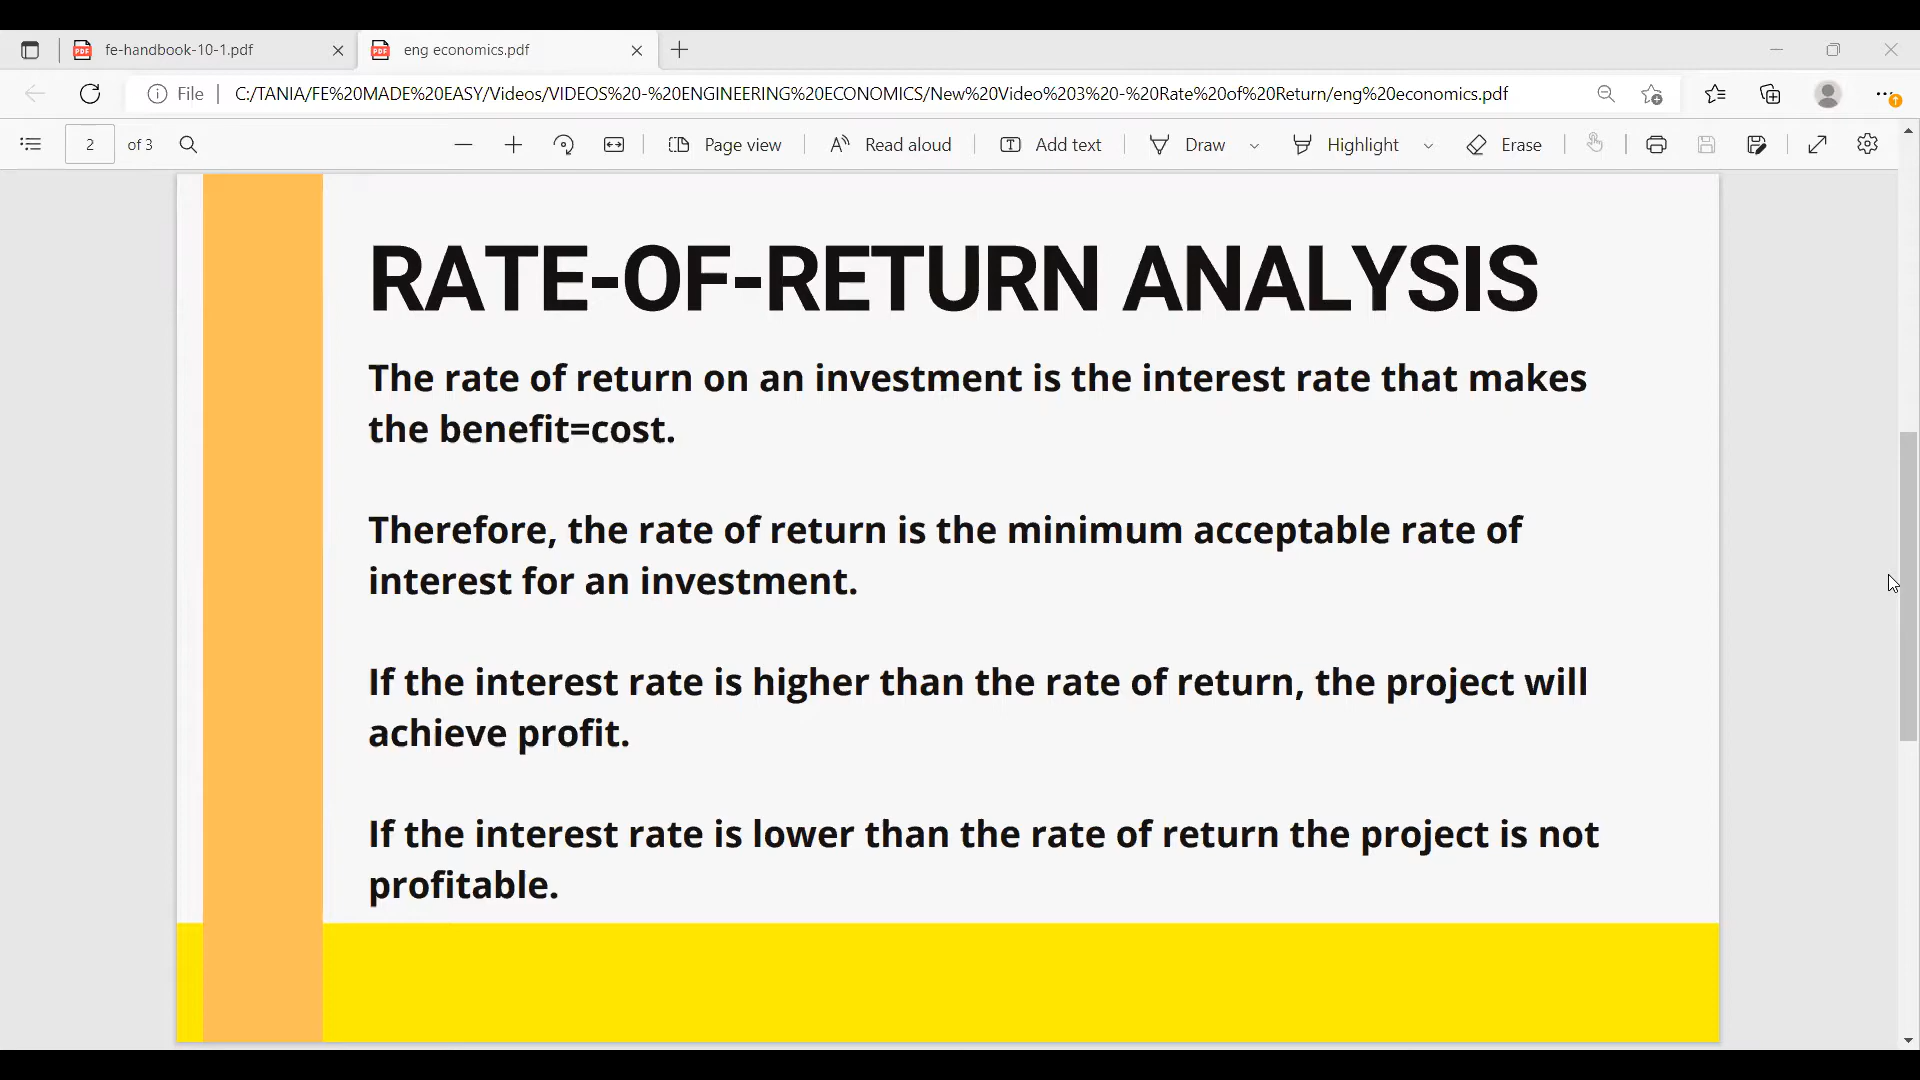 fe-handbook-10-1.pdf
eng economics.pdf
File
C:/TANIA/FE%20MADE%20EASY/Videos/VIDEOS%20-%20ENGINEERING%20ECONOMICS/New%20Video%203%20-%20Rate%20of%20Return/eng%20economics.pdf
2 of 3
Page view
Read aloud
Add text
Draw
Highlight
Erase
RATE-OF-RETURN ANALYSIS
The rate of return on an investment is the interest rate that makes
the benefit=cost.
Therefore, the rate of return is the minimum acceptable rate of
interest for an investment.
If the interest rate is higher than the rate of return, the project will
achieve profit.
If the interest rate is lower than the rate of return the project is not
profitable.